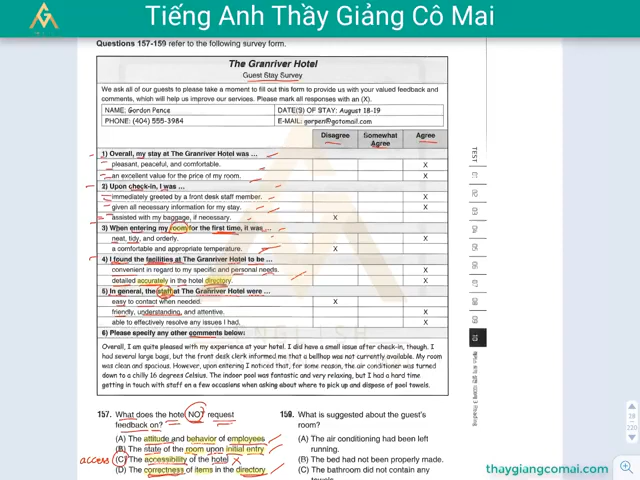 Tiếng Anh Thầy Giảng Cô Mai
Questions 157-159 refer to the following survey form.
The Granriver Hotel
Guest Stay Survey
We ask all of our guests to please take a moment to fill out this form to provide us with your valued feedback and
comments, which will help us improve our services. Please mark all responses with an (X).
NAME: Gordon Pence
DATE(S) OF STAY: August 18-19
PHONE: (404) 555-3984
E-MAIL: gorpen@gotomail.com
Disagree Somewhat Agree Agree
1) Overall, my stay at The Granriver Hotel was ...
pleasant, peaceful, and comfortable. X
an excellent value for the price of my room. X
2) Upon check-in, I was ...
immediately greeted by a front desk staff member. X
given all necessary information for my stay. X
assisted with my baggage, if necessary. X
3) When entering my room for the first time, it was ...
neat, tidy, and orderly. X
a comfortable and appropriate temperature. X
4) I found the facilities at The Granriver Hotel to be ...
convenient in regard to my specific and personal needs. X
detailed accurately in the hotel directory. X
5) In general, the staff at The Granriver Hotel were ...
easy to contact when needed. X
friendly, understanding, and attentive. X
able to effectively resolve any issues I had. X
6) Please specify any other comments below:
Overall, I am quite pleased with my experience at your hotel. I did have a small issue after check-in, though. I
had several large bags, but the front desk clerk informed me that a bellhop was not currently available. My room
was clean and spacious. However, upon entering I noticed that, for some reason, the air conditioner was turned
down to a chilly 16 degrees Celsius. The indoor pool was fantastic and very relaxing, but I had a hard time
getting in touch with staff on a few occasions when asking about where to pick up and dispose of pool towels.
157. What does the hotel NOT request
feedback on?
(A) The attitude and behavior of employees
(B) The state of the room upon initial entry
access (C) The accessibility of the hotel X
(D) The correctness of items in the directory
158. What is suggested about the guest's
room?
(A) The air conditioning had been left
running.
(B) The bed had not been properly made.
(C) The bathroom did not contain any
towels.
TEST
01
02
03
04
05
06
07
08
09
10
19
220
thaygiangcomai.com